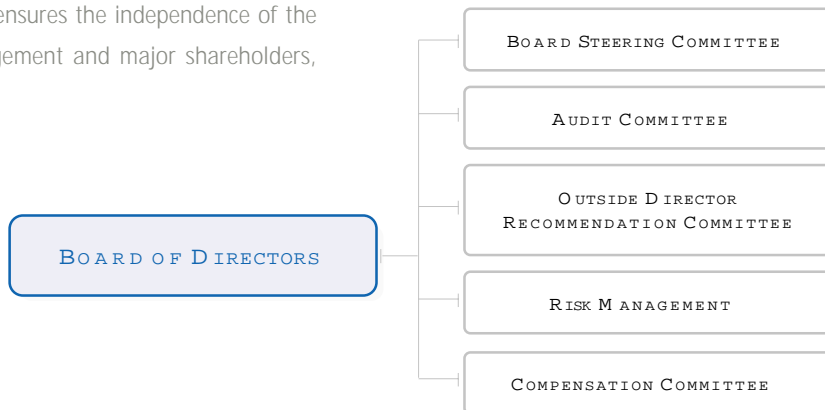 ensures the independence of the
gement and major shareholders,
BOARD STEERING COMMITTEE
AUDIT COMMITTEE
OUTSIDE DIRECTOR
RECOMMENDATION COMMITTEE
BOARD OF DIRECTORS
RISK MANAGEMENT
COMPENSATION COMMITTEE